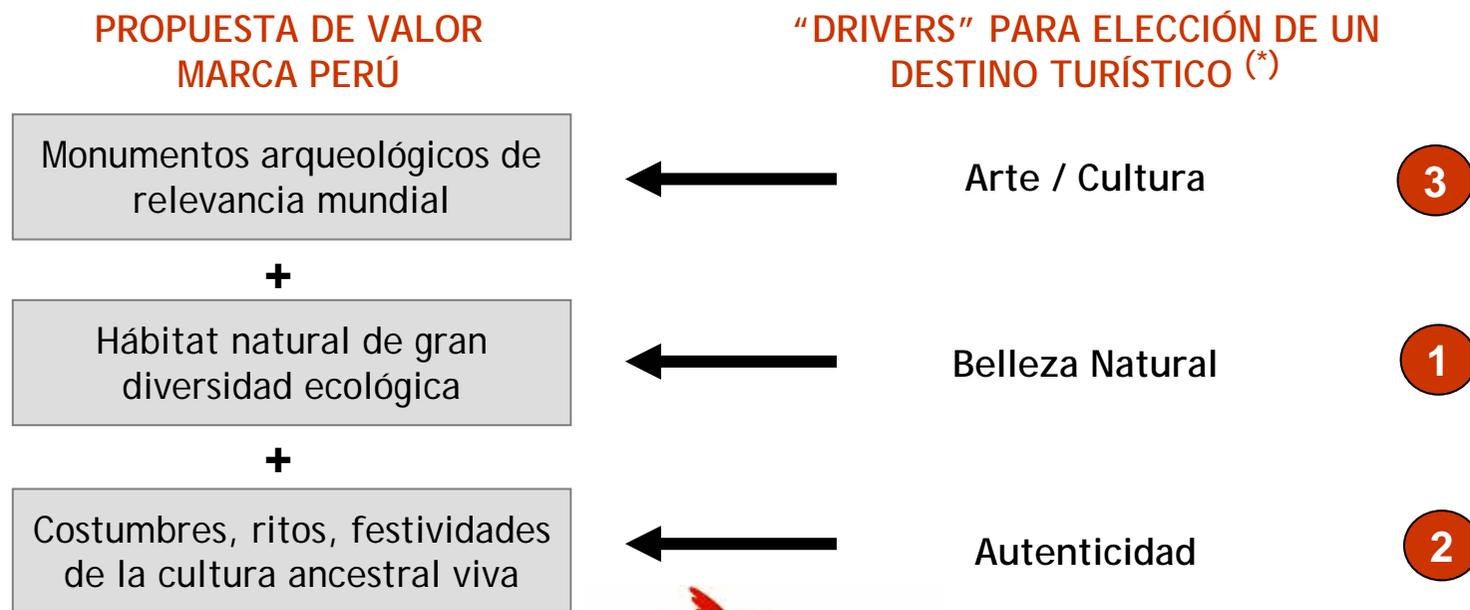 PROPUESTA DE VALOR
MARCA PERÚ
“DRIVERS” PARA ELECCIÓN DE UN
DESTINO TURÍSTICO (*)
Monumentos arqueológicos de
relevancia mundial
Arte / Cultura
3
+
Hábitat natural de gran
diversidad ecológica
Belleza Natural
1
+
Costumbres, ritos, festividades
de la cultura ancestral viva
Autenticidad
2